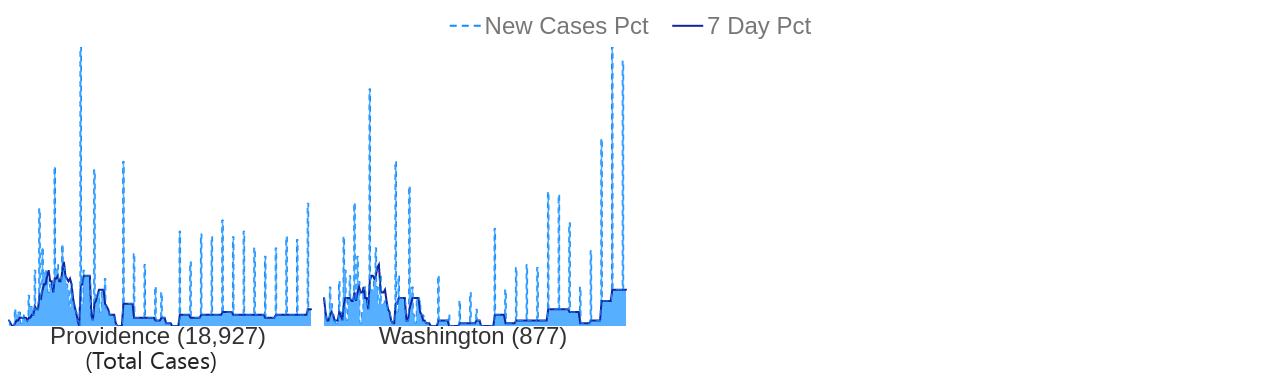 New Cases Pct 7 Day Pct
Providence (18,927) Washington (877)
(Total Cases)